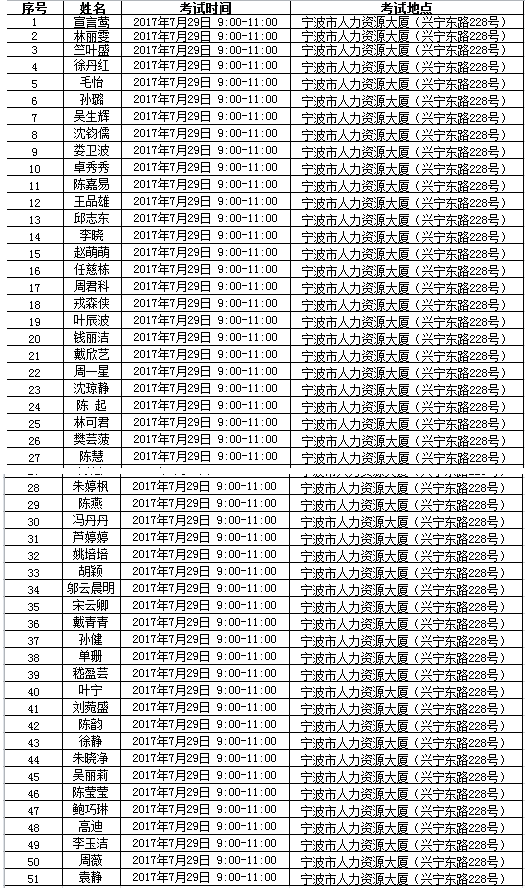 序号 姓名 考试时间 考试地点
1 宣言莺 2017年7月29日 9:00-11:00 宁波市人力资源大厦（兴宁东路228号）
2 林丽雯 2017年7月29日 9:00-11:00 宁波市人力资源大厦（兴宁东路228号）
3 竺叶盛 2017年7月29日 9:00-11:00 宁波市人力资源大厦（兴宁东路228号）
4 徐丹红 2017年7月29日 9:00-11:00 宁波市人力资源大厦（兴宁东路228号）
5 毛怡 2017年7月29日 9:00-11:00 宁波市人力资源大厦（兴宁东路228号）
6 孙璐 2017年7月29日 9:00-11:00 宁波市人力资源大厦（兴宁东路228号）
7 吴生辉 2017年7月29日 9:00-11:00 宁波市人力资源大厦（兴宁东路228号）
8 沈钧儒 2017年7月29日 9:00-11:00 宁波市人力资源大厦（兴宁东路228号）
9 娄卫波 2017年7月29日 9:00-11:00 宁波市人力资源大厦（兴宁东路228号）
10 卓秀秀 2017年7月29日 9:00-11:00 宁波市人力资源大厦（兴宁东路228号）
11 陈嘉易 2017年7月29日 9:00-11:00 宁波市人力资源大厦（兴宁东路228号）
12 王品雄 2017年7月29日 9:00-11:00 宁波市人力资源大厦（兴宁东路228号）
13 邱志东 2017年7月29日 9:00-11:00 宁波市人力资源大厦（兴宁东路228号）
14 李晓 2017年7月29日 9:00-11:00 宁波市人力资源大厦（兴宁东路228号）
15 赵萌萌 2017年7月29日 9:00-11:00 宁波市人力资源大厦（兴宁东路228号）
16 任慈栋 2017年7月29日 9:00-11:00 宁波市人力资源大厦（兴宁东路228号）
17 周君科 2017年7月29日 9:00-11:00 宁波市人力资源大厦（兴宁东路228号）
18 戎森侠 2017年7月29日 9:00-11:00 宁波市人力资源大厦（兴宁东路228号）
19 叶辰波 2017年7月29日 9:00-11:00 宁波市人力资源大厦（兴宁东路228号）
20 钱丽洁 2017年7月29日 9:00-11:00 宁波市人力资源大厦（兴宁东路228号）
21 戴欣艺 2017年7月29日 9:00-11:00 宁波市人力资源大厦（兴宁东路228号）
22 周一星 2017年7月29日 9:00-11:00 宁波市人力资源大厦（兴宁东路228号）
23 沈琼静 2017年7月29日 9:00-11:00 宁波市人力资源大厦（兴宁东路228号）
24 陈 起 2017年7月29日 9:00-11:00 宁波市人力资源大厦（兴宁东路228号）
25 林可君 2017年7月29日 9:00-11:00 宁波市人力资源大厦（兴宁东路228号）
26 樊芸菠 2017年7月29日 9:00-11:00 宁波市人力资源大厦（兴宁东路228号）
27 陈慧 2017年7月29日 9:00-11:00 宁波市人力资源大厦（兴宁东路228号）
宁波市人力资源大厦（兴宁东路228号）
28 朱婷枫 2017年7月29日 9:00-11:00 宁波市人力资源大厦（兴宁东路228号）
29 陈燕 2017年7月29日 9:00-11:00 宁波市人力资源大厦（兴宁东路228号）
30 冯丹丹 2017年7月29日 9:00-11:00 宁波市人力资源大厦（兴宁东路228号）
31 芦婷婷 2017年7月29日 9:00-11:00 宁波市人力资源大厦（兴宁东路228号）
32 姚培培 2017年7月29日 9:00-11:00 宁波市人力资源大厦（兴宁东路228号）
33 胡颖 2017年7月29日 9:00-11:00 宁波市人力资源大厦（兴宁东路228号）
34 邬云晨明 2017年7月29日 9:00-11:00 宁波市人力资源大厦（兴宁东路228号）
35 宋云卿 2017年7月29日 9:00-11:00 宁波市人力资源大厦（兴宁东路228号）
36 戴青青 2017年7月29日 9:00-11:00 宁波市人力资源大厦（兴宁东路228号）
37 孙健 2017年7月29日 9:00-11:00 宁波市人力资源大厦（兴宁东路228号）
38 单珊 2017年7月29日 9:00-11:00 宁波市人力资源大厦（兴宁东路228号）
39 嵇盈芸 2017年7月29日 9:00-11:00 宁波市人力资源大厦（兴宁东路228号）
40 叶宁 2017年7月29日 9:00-11:00 宁波市人力资源大厦（兴宁东路228号）
41 刘菀盛 2017年7月29日 9:00-11:00 宁波市人力资源大厦（兴宁东路228号）
42 陈韵 2017年7月29日 9:00-11:00 宁波市人力资源大厦（兴宁东路228号）
43 徐静 2017年7月29日 9:00-11:00 宁波市人力资源大厦（兴宁东路228号）
44 朱晓净 2017年7月29日 9:00-11:00 宁波市人力资源大厦（兴宁东路228号）
45 吴丽莉 2017年7月29日 9:00-11:00 宁波市人力资源大厦（兴宁东路228号）
46 陈莹莹 2017年7月29日 9:00-11:00 宁波市人力资源大厦（兴宁东路228号）
47 鲍巧琳 2017年7月29日 9:00-11:00 宁波市人力资源大厦（兴宁东路228号）
48 高迪 2017年7月29日 9:00-11:00 宁波市人力资源大厦（兴宁东路228号）
49 李玉洁 2017年7月29日 9:00-11:00 宁波市人力资源大厦（兴宁东路228号）
50 周薇 2017年7月29日 9:00-11:00 宁波市人力资源大厦（兴宁东路228号）
51 袁静 2017年7月29日 9:00-11:00 宁波市人力资源大厦（兴宁东路228号）